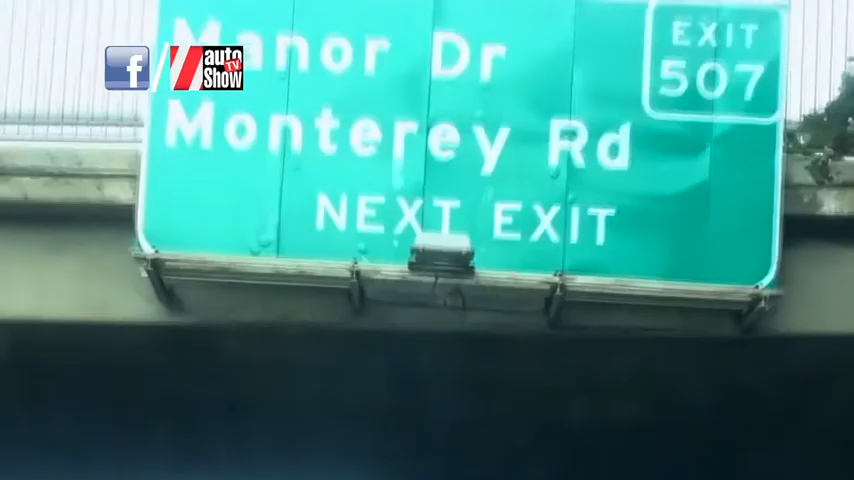 Manor Dr
EXIT
507
Monterey Rd
NEXT EXIT
f
auto
TV
Show